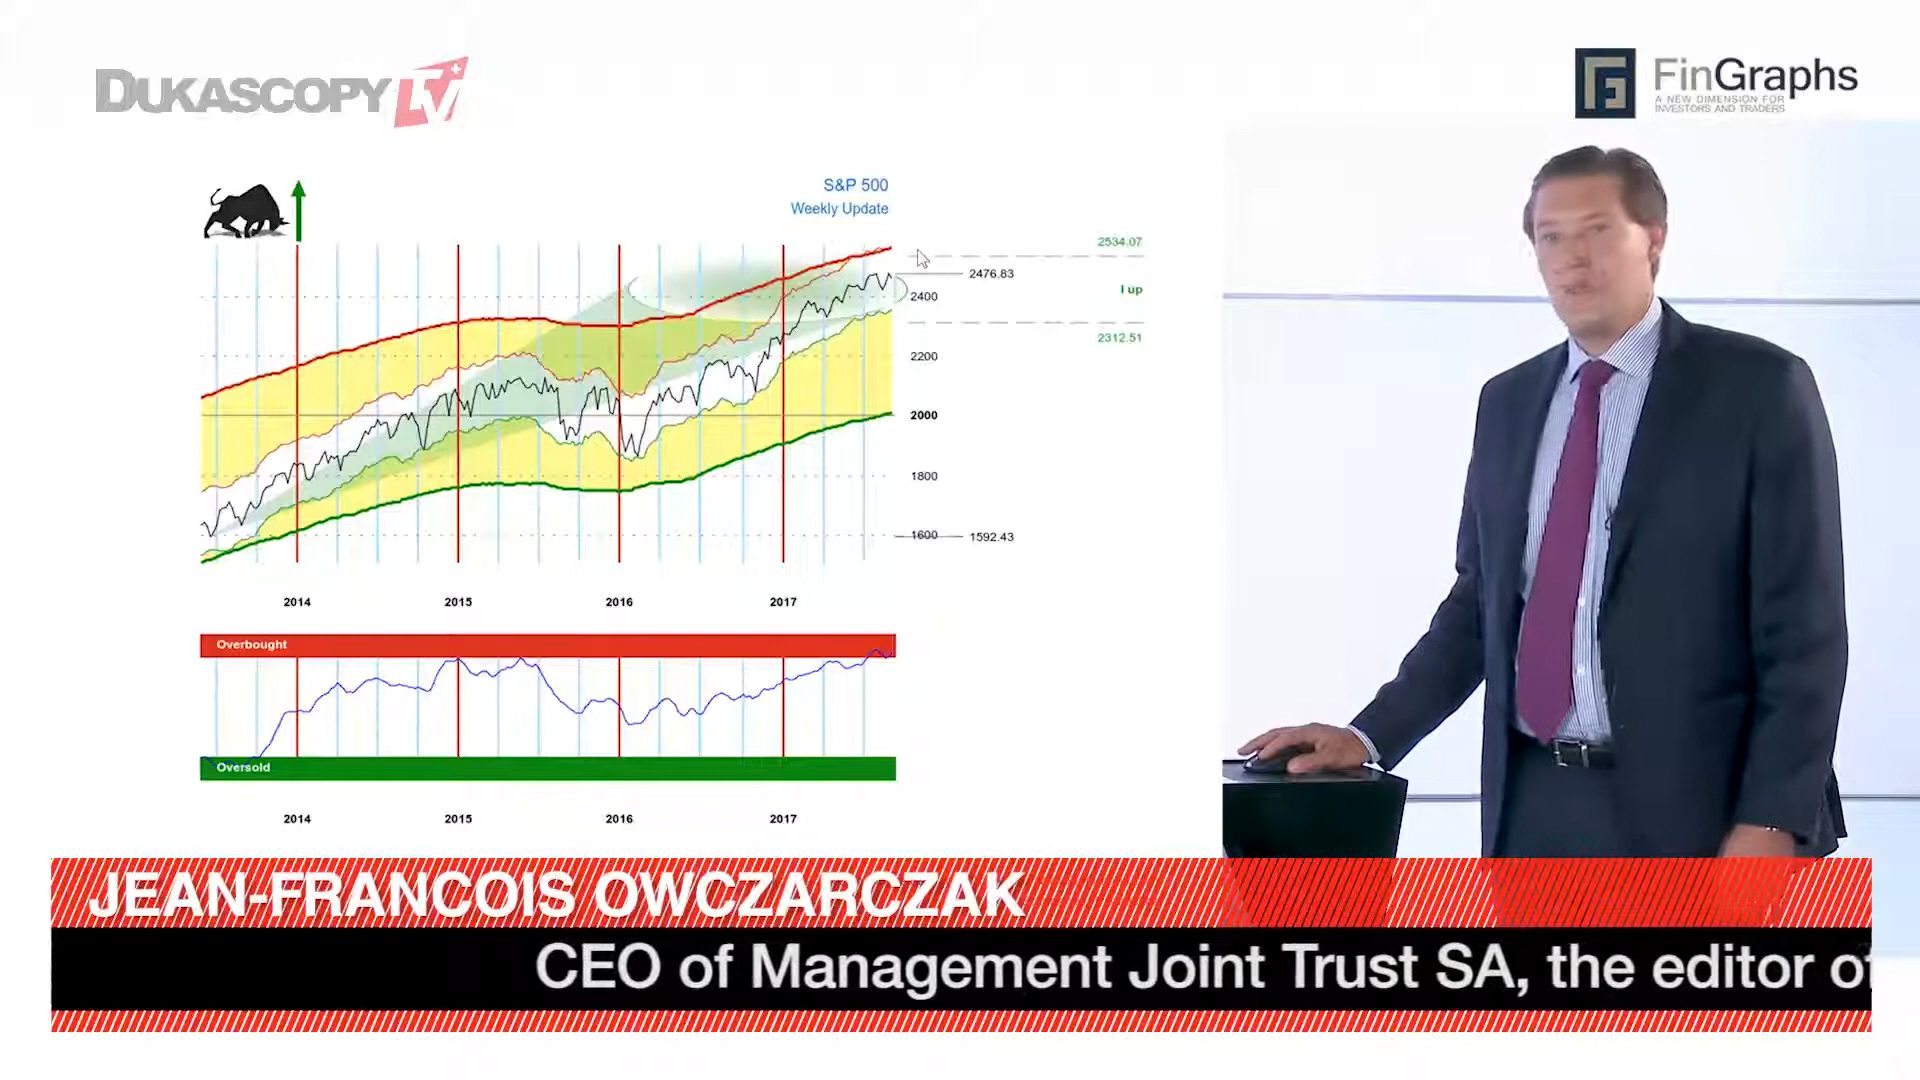 DUKASCOPY TV
FinGraphs
A NEW DIMENSION FOR
INVESTORS AND TRADERS
S&P 500
Weekly Update
2534.07
2476.83
2400
I up
2312.51
2200
2000
1800
1600
1592.43
2014 2015 2016 2017
Overbought
Oversold
2014 2015 2016 2017
JEAN-FRANCOIS OWCZARCZAK
CEO of Management Joint Trust SA, the editor of